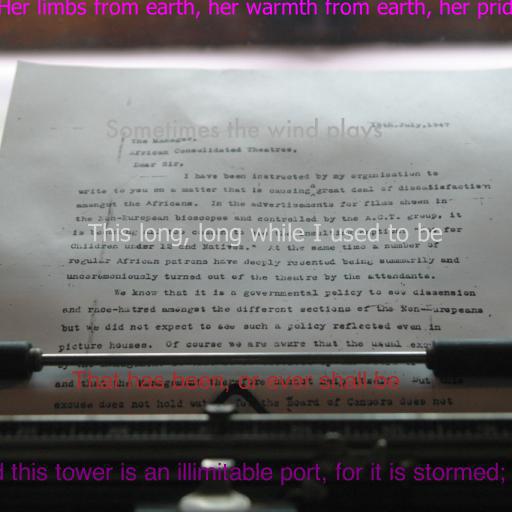 Her limbs from earth, her warmth from earth, her prid
Sometimes the wind plays
18th.July,1947
The Manager,
African Consolidated Theatres,
Dear Sir,
I have been instructed by my organisation to
write to you on a matter that is causing great deal of dissatisfaction
amongst the Africans. In the advertisements for films shown in
the Non-European bioscopes and controlled by the A.C.T. group, it
is
This long, long while I used to be
for
Children under 12 and Natives." At the same time a number of
regular African patrons have deeply resented being summarily and
unceremoniously turned out of the theatre by the attendants.
We know that it is a governmental policy to sow dissension
and race-hatred amongst the different sections of the Non-Europeans
but we did not expect to see such a policy reflected even in
picture houses. Of course we are aware that the usual
That has been, or ever shall be
and
but this
excuse does not hold
for the Board of Censors does not
d this tower is an illimitable port, for it is stormed;